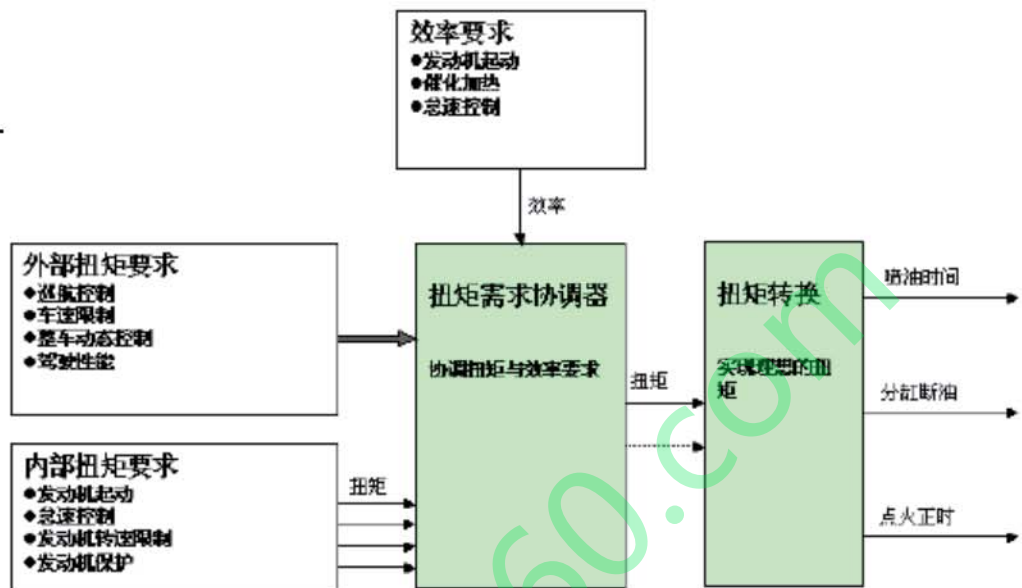 效率要求
●发动机起动
●催化加热
●怠速控制
效率
外部扭矩要求
◆巡航控制
●车速限制
◆整车动态控制
●驾驶性能
扭矩需求协调器
协调扭矩与效率要求
扭矩
扭矩转换
实现理想的扭
矩
喷油时间
分缸断油
点火正时
内部扭矩要求
◆发动机起动
◆怠速控制
●发动机转速限制
◆发动机保护
扭矩
60.com